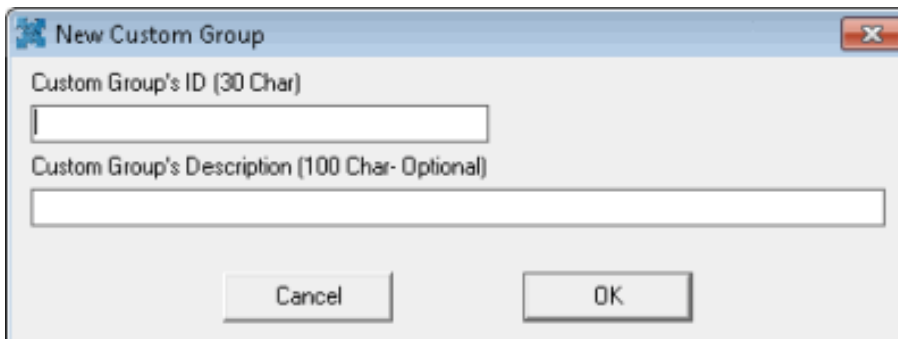 New Custom Group
Custom Group's ID (30 Char)
Custom Group's Description (100 Char- Optional)
Cancel OK